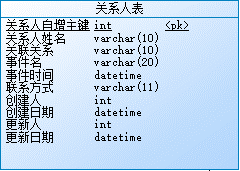 关系人表
关系人自增主键 int <pk>
关系人姓名 varchar(10)
关联关系 varchar(10)
事件名 varchar(20)
事件时间 datetime
联系方式 varchar(11)
创建人 int
创建日期 datetime
更新人 int
更新日期 datetime